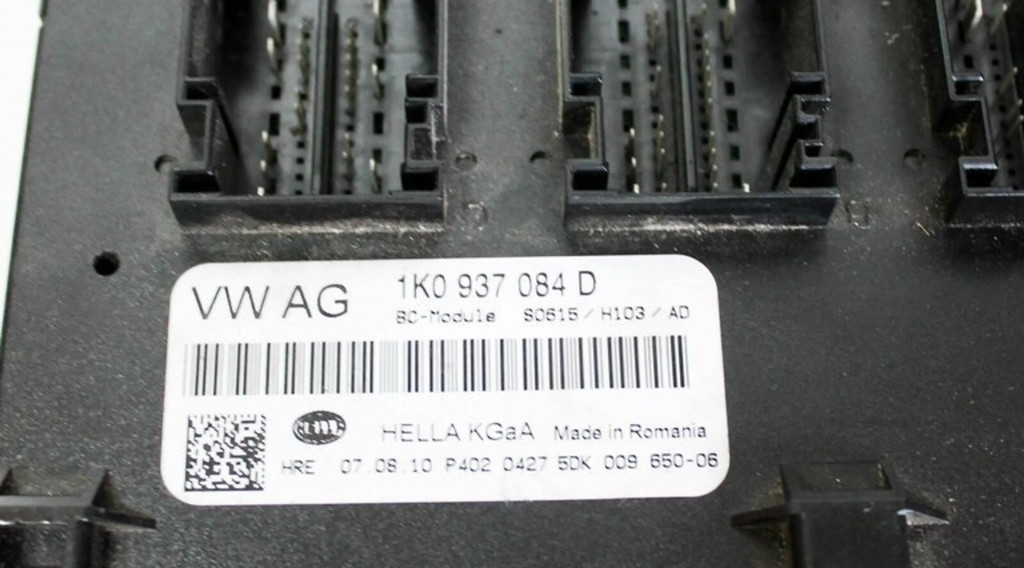 VW AG 1K0 937 084 D
BC-Module S0615 / H103 / AD
HELLA
HELLA KGaA Made in Romania
HRE 07.08.10 P402 0427 5DK 009 650-06